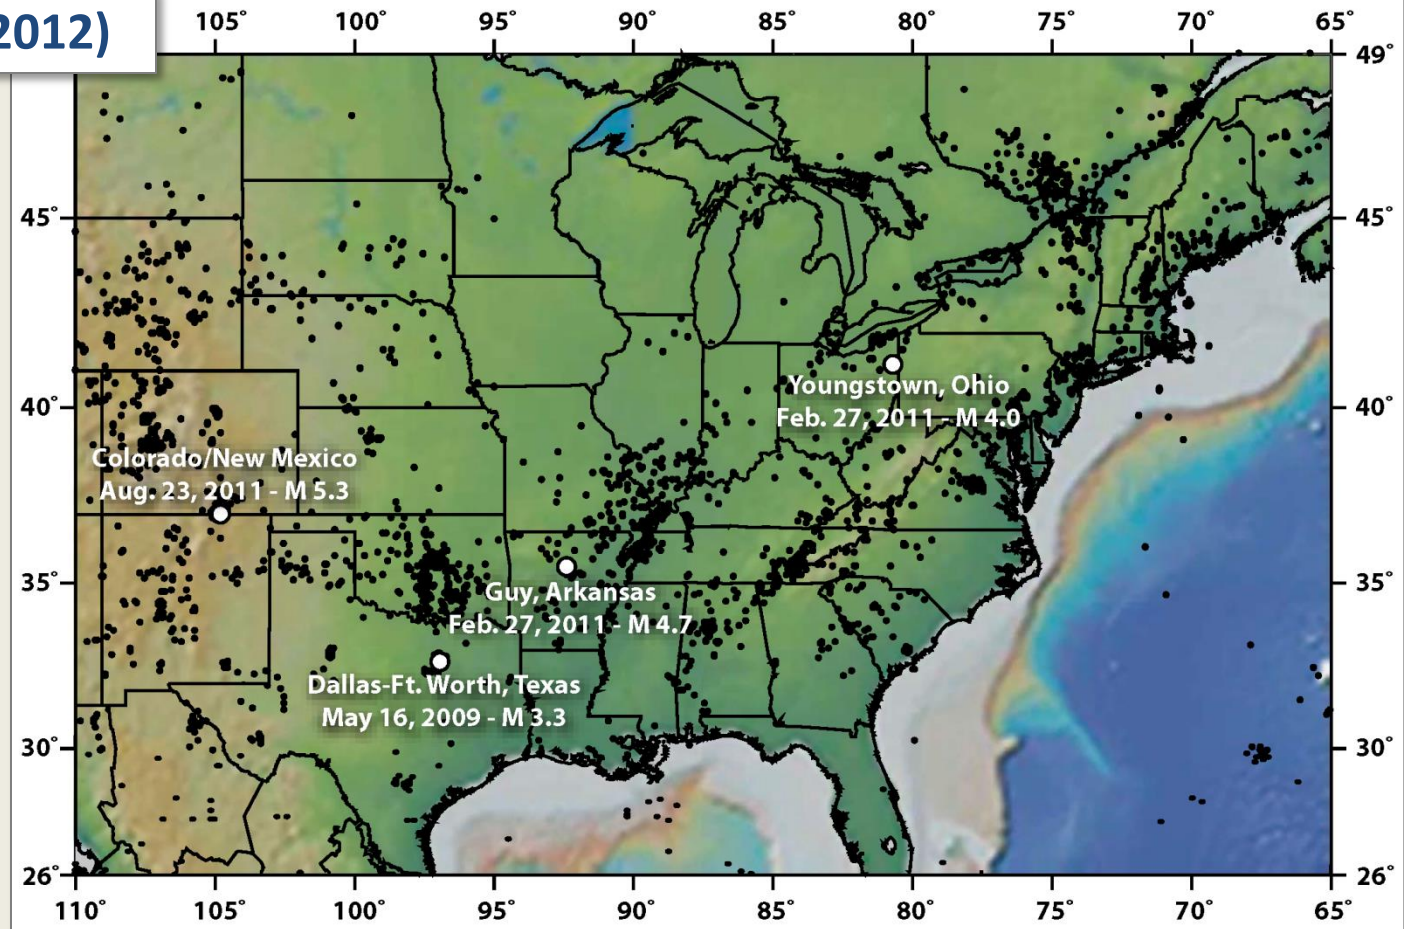 2012)
105° 100° 95° 90° 85° 80° 75° 70° 65°
49°
45° 45°
40° 40°
35° 35°
30° 30°
26° 26°
110° 105° 100° 95° 90° 85° 80° 75° 70° 65°
Youngstown, Ohio
Feb. 27, 2011 - M 4.0
Colorado/New Mexico
Aug. 23, 2011 - M 5.3
Guy, Arkansas
Feb. 27, 2011 - M 4.7
Dallas-Ft. Worth, Texas
May 16, 2009 - M 3.3